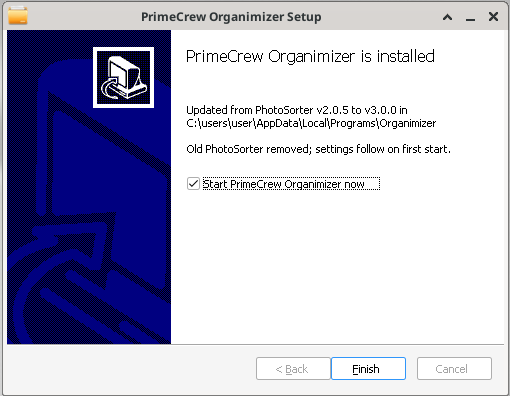 PrimeCrew Organimizer Setup
PrimeCrew Organimizer is installed
Updated from PhotoSorter v2.0.5 to v3.0.0 in
C:\users\user\AppData\Local\Programs\Organimizer
Old PhotoSorter removed; settings follow on first start.
Start PrimeCrew Organimizer now
< Back
Finish
Cancel